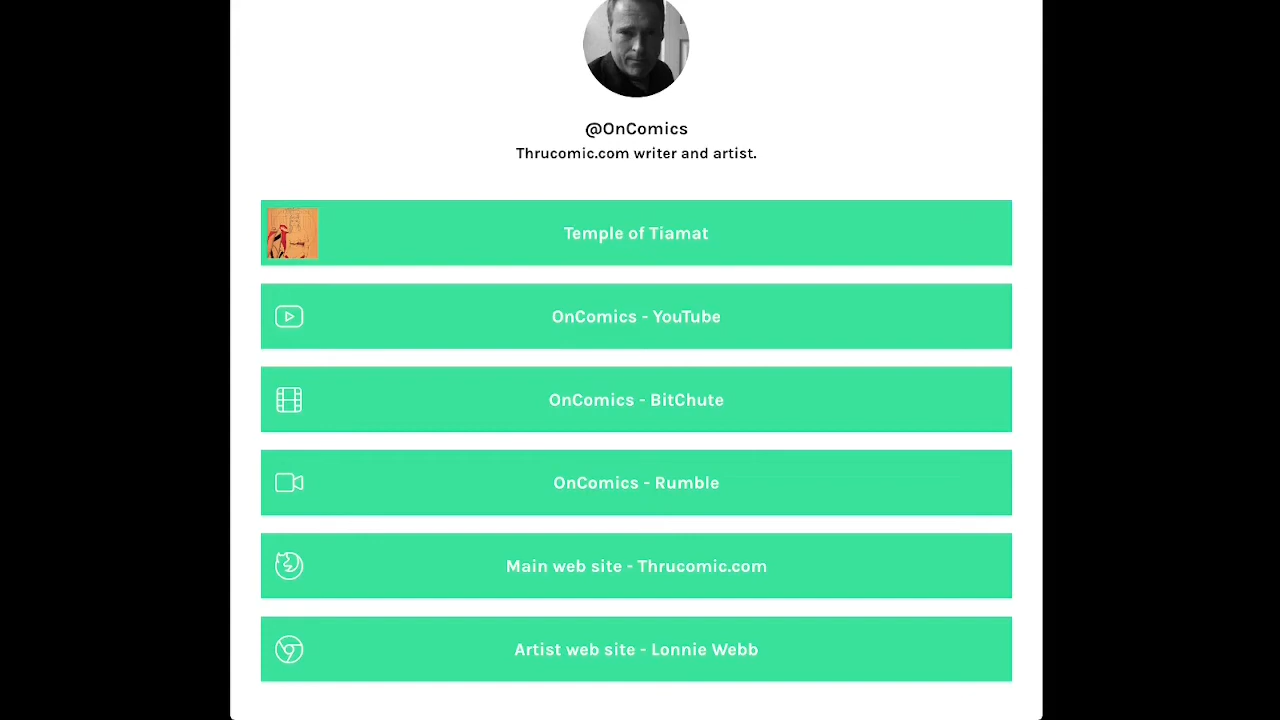 @OnComics
Thrucomic.com writer and artist.
Temple of Tiamat
OnComics - YouTube
OnComics - BitChute
OnComics - Rumble
Main web site - Thrucomic.com
Artist web site - Lonnie Webb